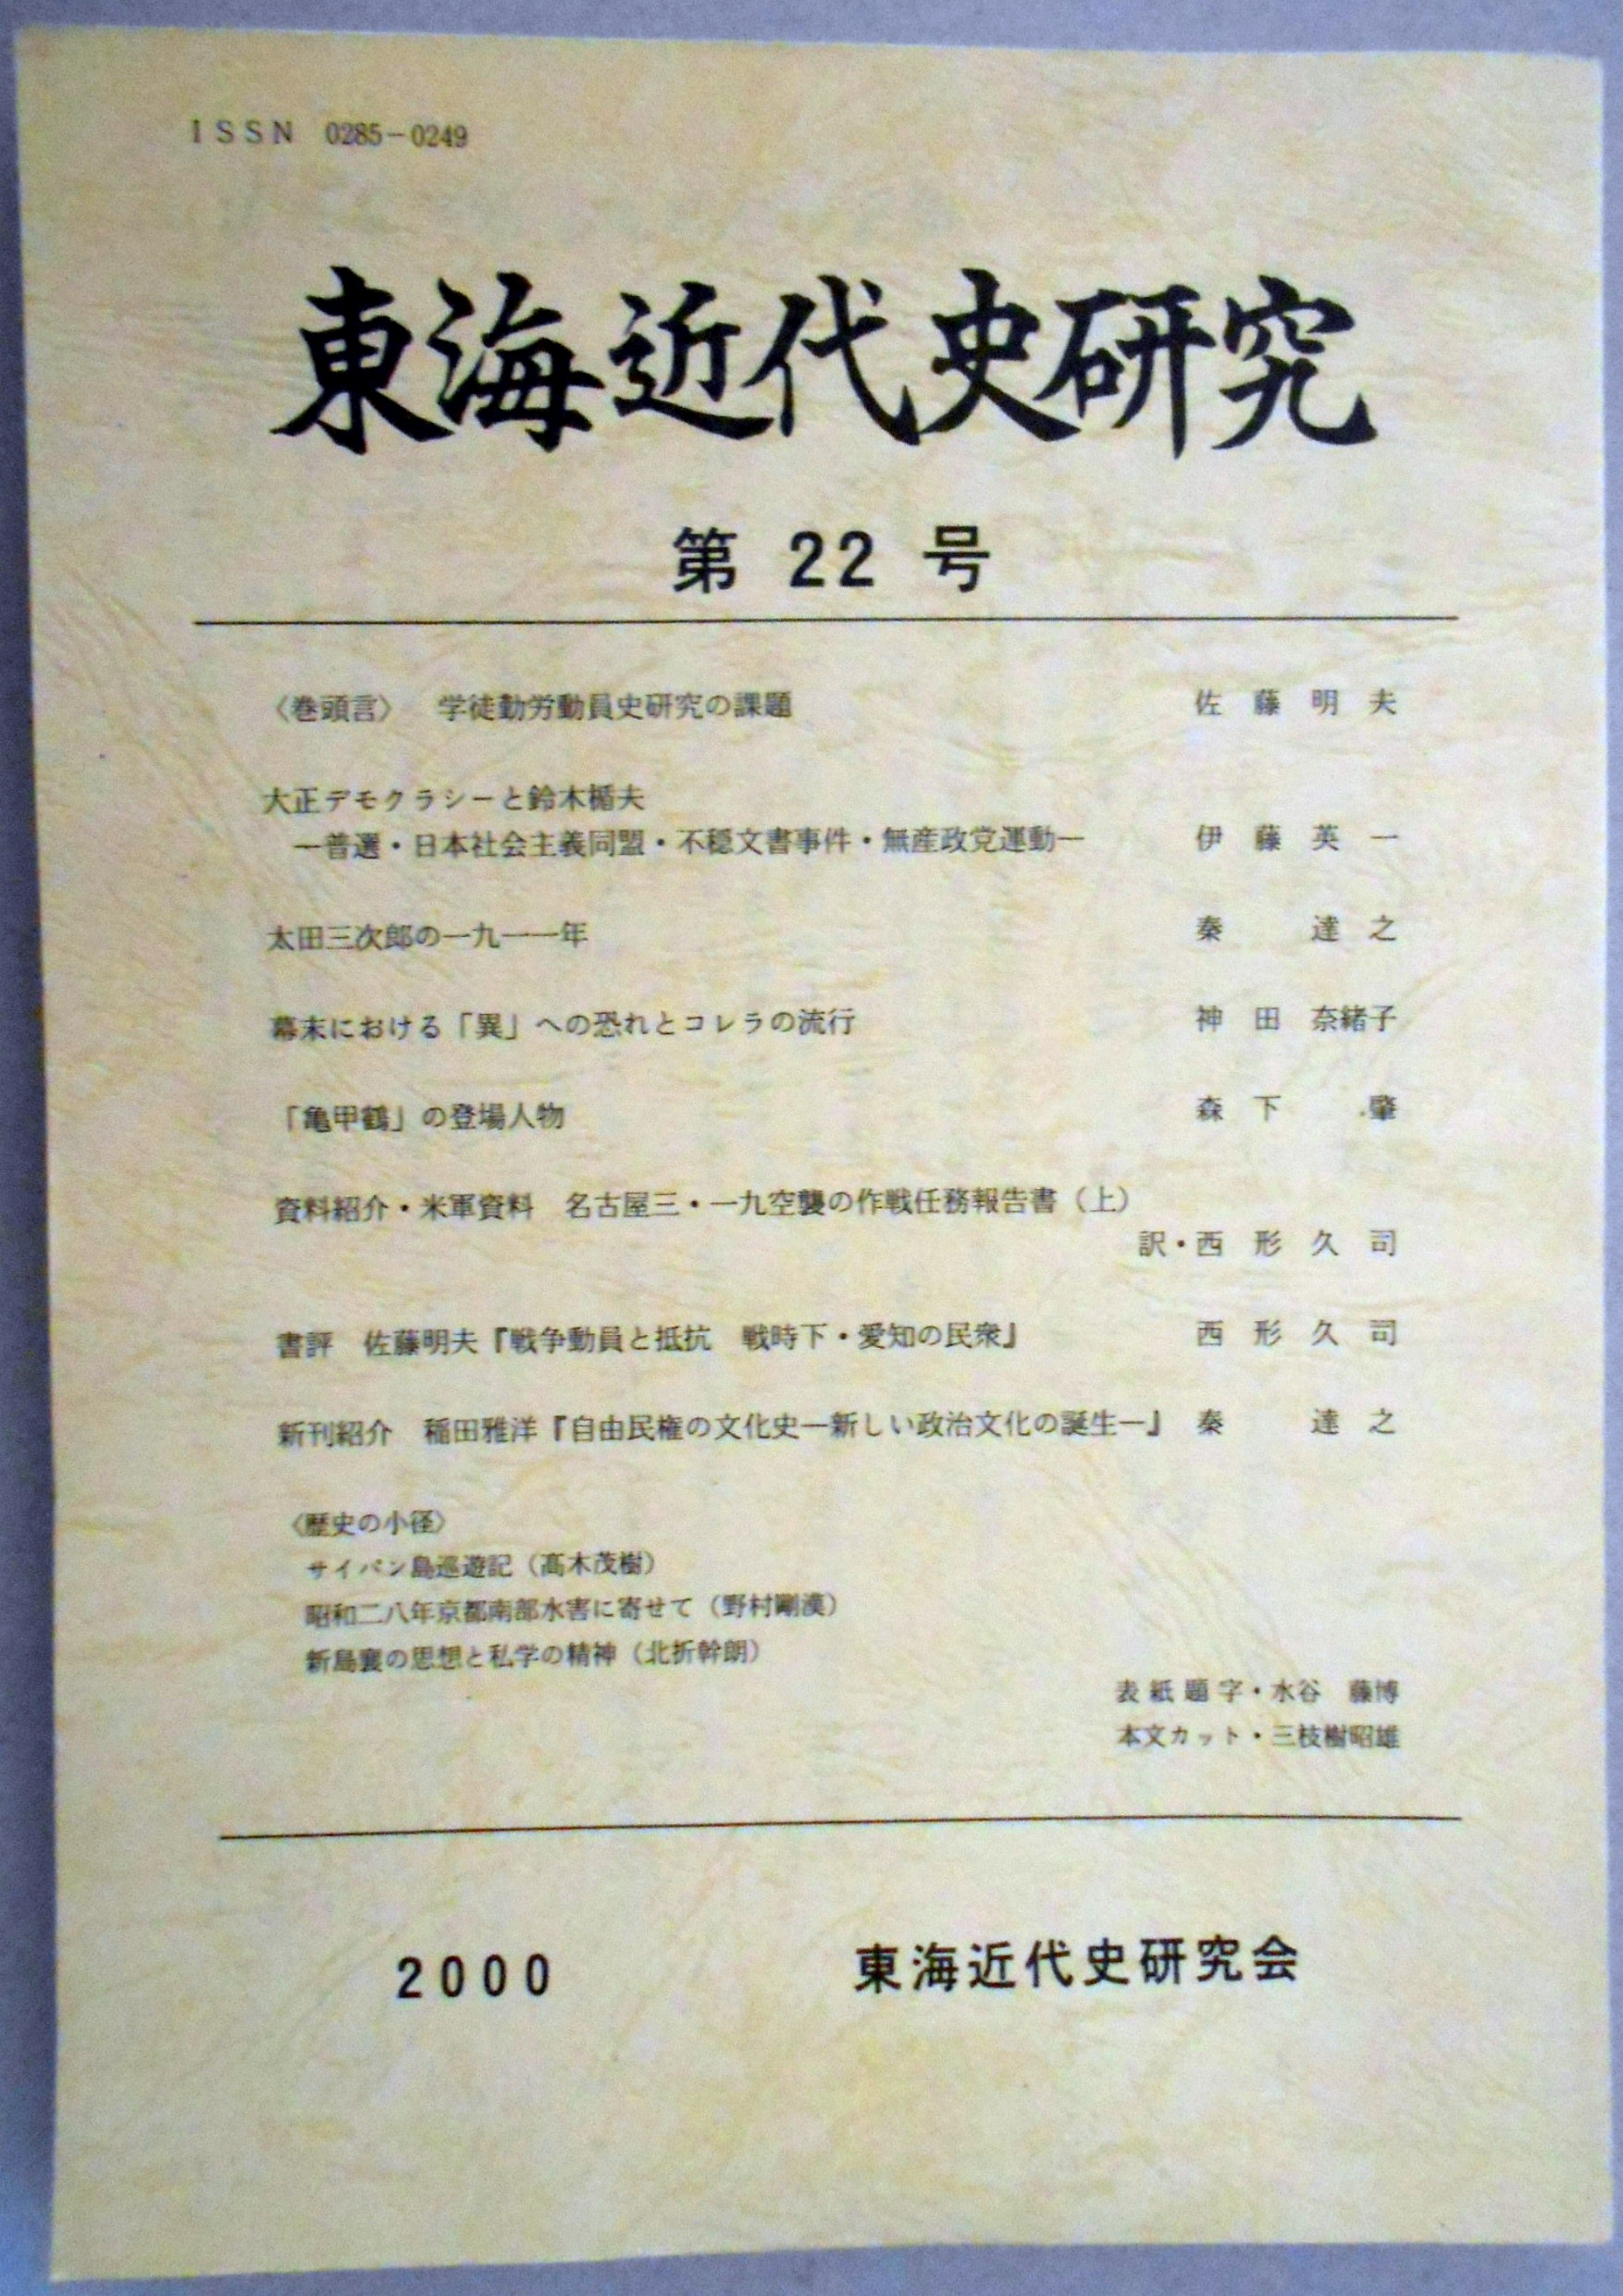 ISSN 0285-0249
東海近代史研究
第 22 号
〈巻頭言〉 学徒勤労動員史研究の課題 佐藤明夫
大正デモクラシーと鈴木楯夫
―普選・日本社会主義同盟・不穏文書事件・無産政党運動― 伊藤英一
太田三次郎の一九一一年 秦 達之
幕末における「異」への恐れとコレラの流行 神田奈緒子
「亀甲鶴」の登場人物 森下 肇
資料紹介・米軍資料 名古屋三・一九空襲の作戦任務報告書（上）
訳・西形久司
書評 佐藤明夫『戦争動員と抵抗 戦時下・愛知の民衆』 西形久司
新刊紹介 稲田雅洋『自由民権の文化史―新しい政治文化の誕生―』 秦 達之
〈歴史の小径〉
サイパン島巡遊記（髙木茂樹）
昭和二八年京都南部水害に寄せて（野村剛漠）
新島襄の思想と私学の精神（北折幹朗）
表紙題字・水谷 藤博
本文カット・三枝樹昭雄
2000 東海近代史研究会